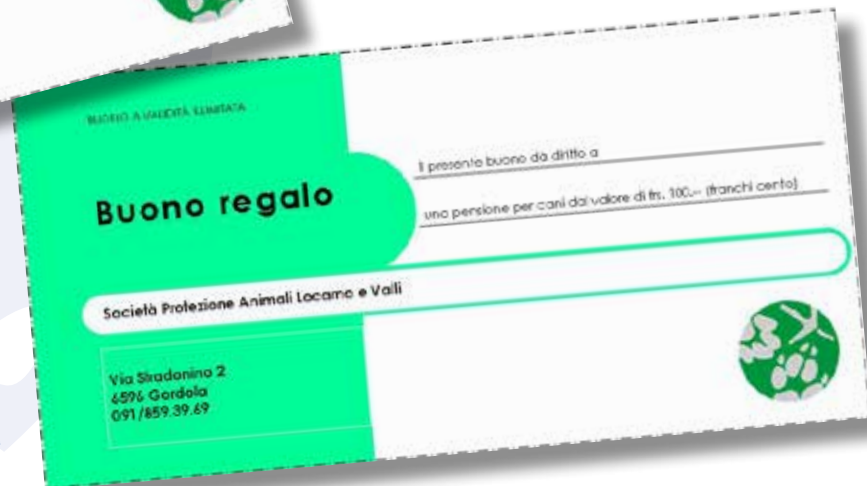 BUONO A VALIDITÀ ILLIMITATA
Il presente buono da diritto a
Buono regalo
una pensione per cani dal valore di frs. 100.-- (franchi cento)
Società Protezione Animali Locarno e Valli
Via Stradonino 2
6596 Gordola
091/859.39.69